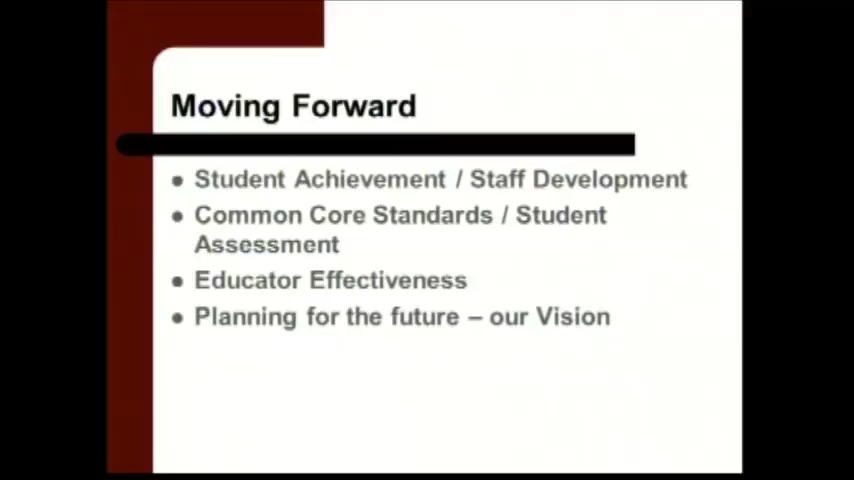 Moving Forward
● Student Achievement / Staff Development
● Common Core Standards / Student
Assessment
● Educator Effectiveness
● Planning for the future – our Vision